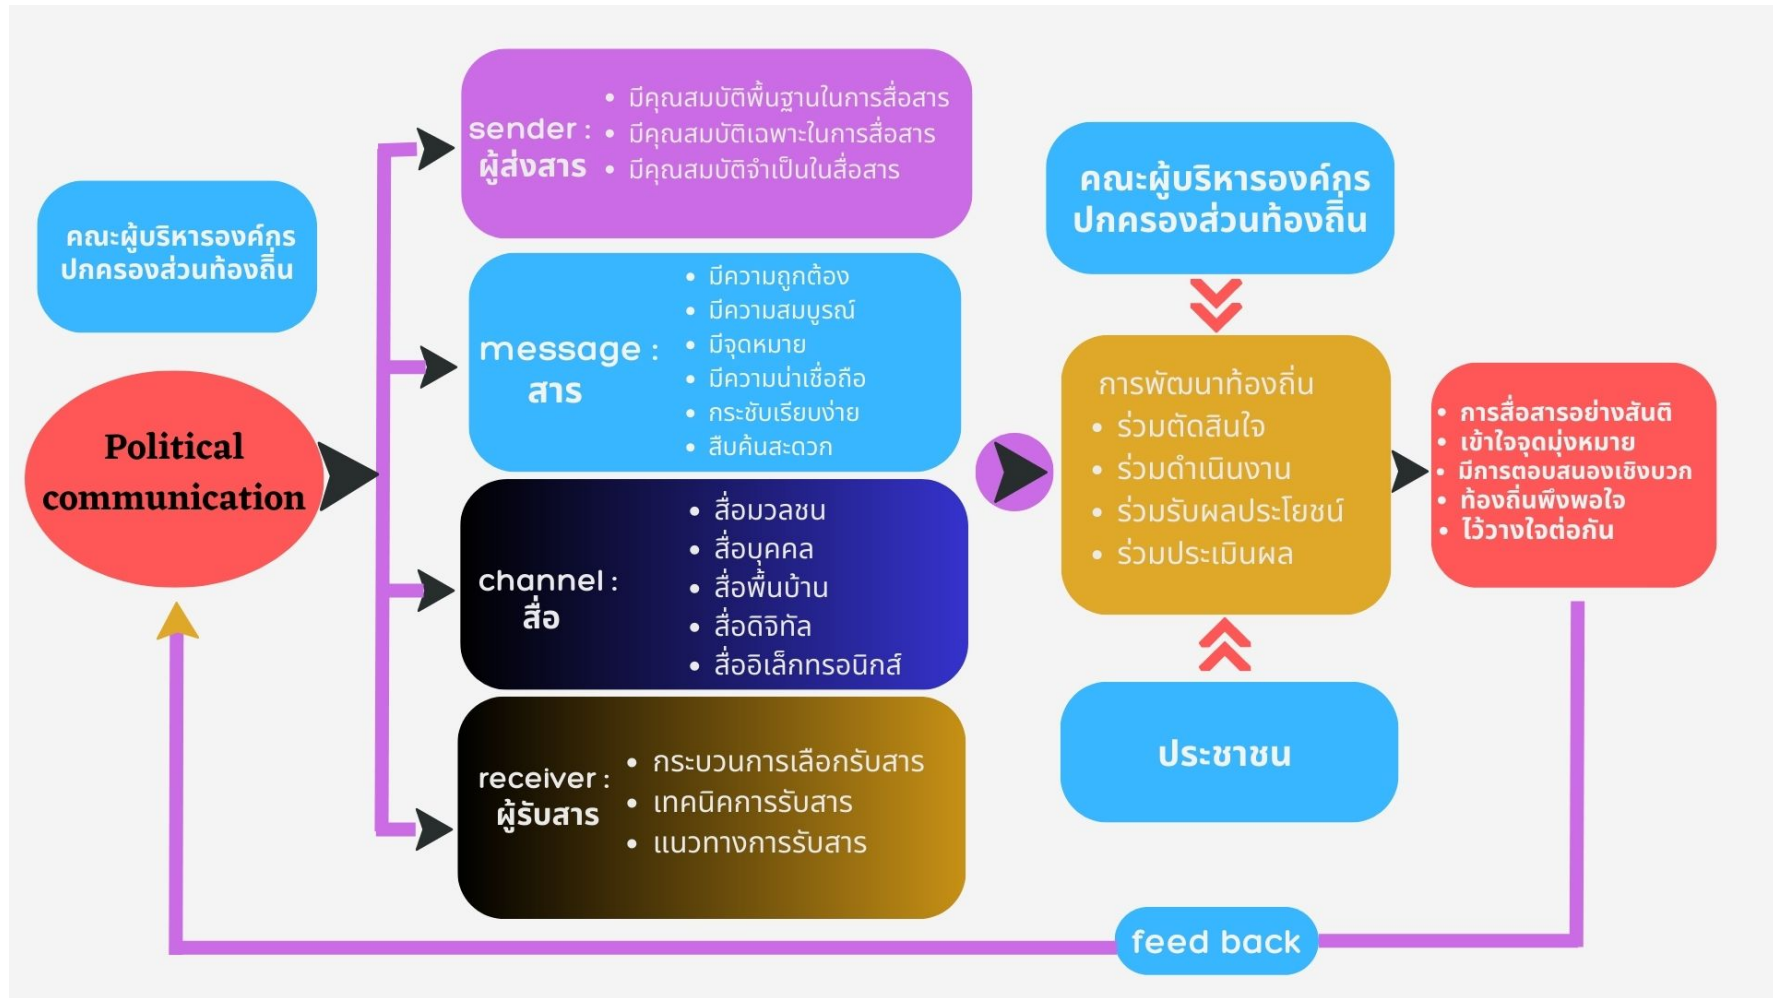 คณะผู้บริหารองค์กร
ปกครองส่วนท้องถิ่น
Political
communication
sender :
ผู้ส่งสาร
• มีคุณสมบัติพื้นฐานในการสื่อสาร
• มีคุณสมบัติเฉพาะในการสื่อสาร
• มีคุณสมบัติจำเป็นในสื่อสาร
message :
สาร
• มีความถูกต้อง
• มีความสมบูรณ์
• มีจุดหมาย
• มีความน่าเชื่อถือ
• กระชับเรียบง่าย
• สืบค้นสะดวก
channel :
สื่อ
• สื่อมวลชน
• สื่อบุคคล
• สื่อพื้นบ้าน
• สื่อดิจิทัล
• สื่ออิเล็กทรอนิกส์
receiver :
ผู้รับสาร
• กระบวนการเลือกรับสาร
• เทคนิคการรับสาร
• แนวทางการรับสาร
คณะผู้บริหารองค์กร
ปกครองส่วนท้องถิ่น
การพัฒนาท้องถิ่น
• ร่วมตัดสินใจ
• ร่วมดำเนินงาน
• ร่วมรับผลประโยชน์
• ร่วมประเมินผล
ประชาชน
• การสื่อสารอย่างสันติ
• เข้าใจจุดมุ่งหมาย
• มีการตอบสนองเชิงบวก
• ท้องถิ่นพึงพอใจ
• ไว้วางใจต่อกัน
feed back